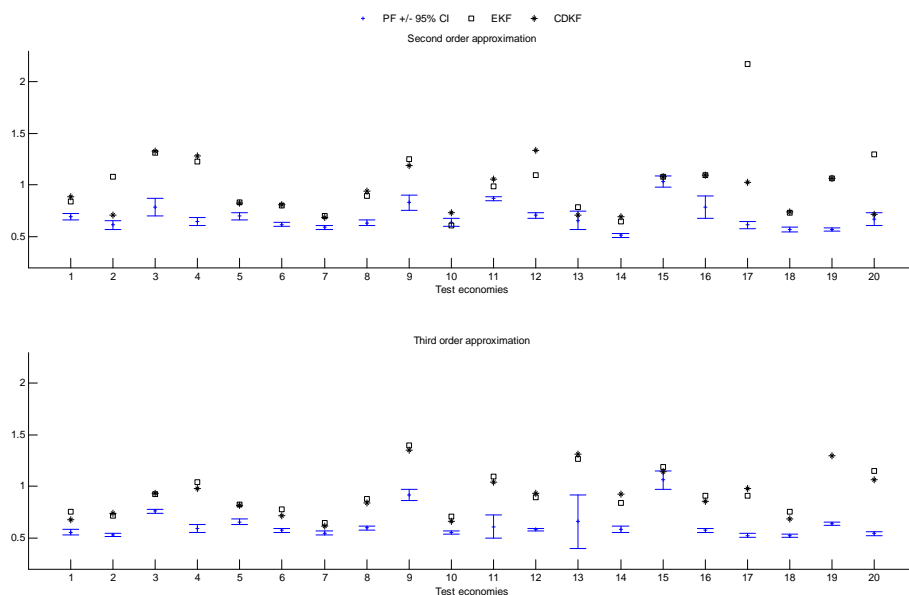 PF +/- 95% CI EKF CDKF
Second order approximation
2
1.5
1
0.5
1 2 3 4 5 6 7 8 9 10 11 12 13 14 15 16 17 18 19 20
Test economies
Third order approximation
2
1.5
1
0.5
1 2 3 4 5 6 7 8 9 10 11 12 13 14 15 16 17 18 19 20
Test economies